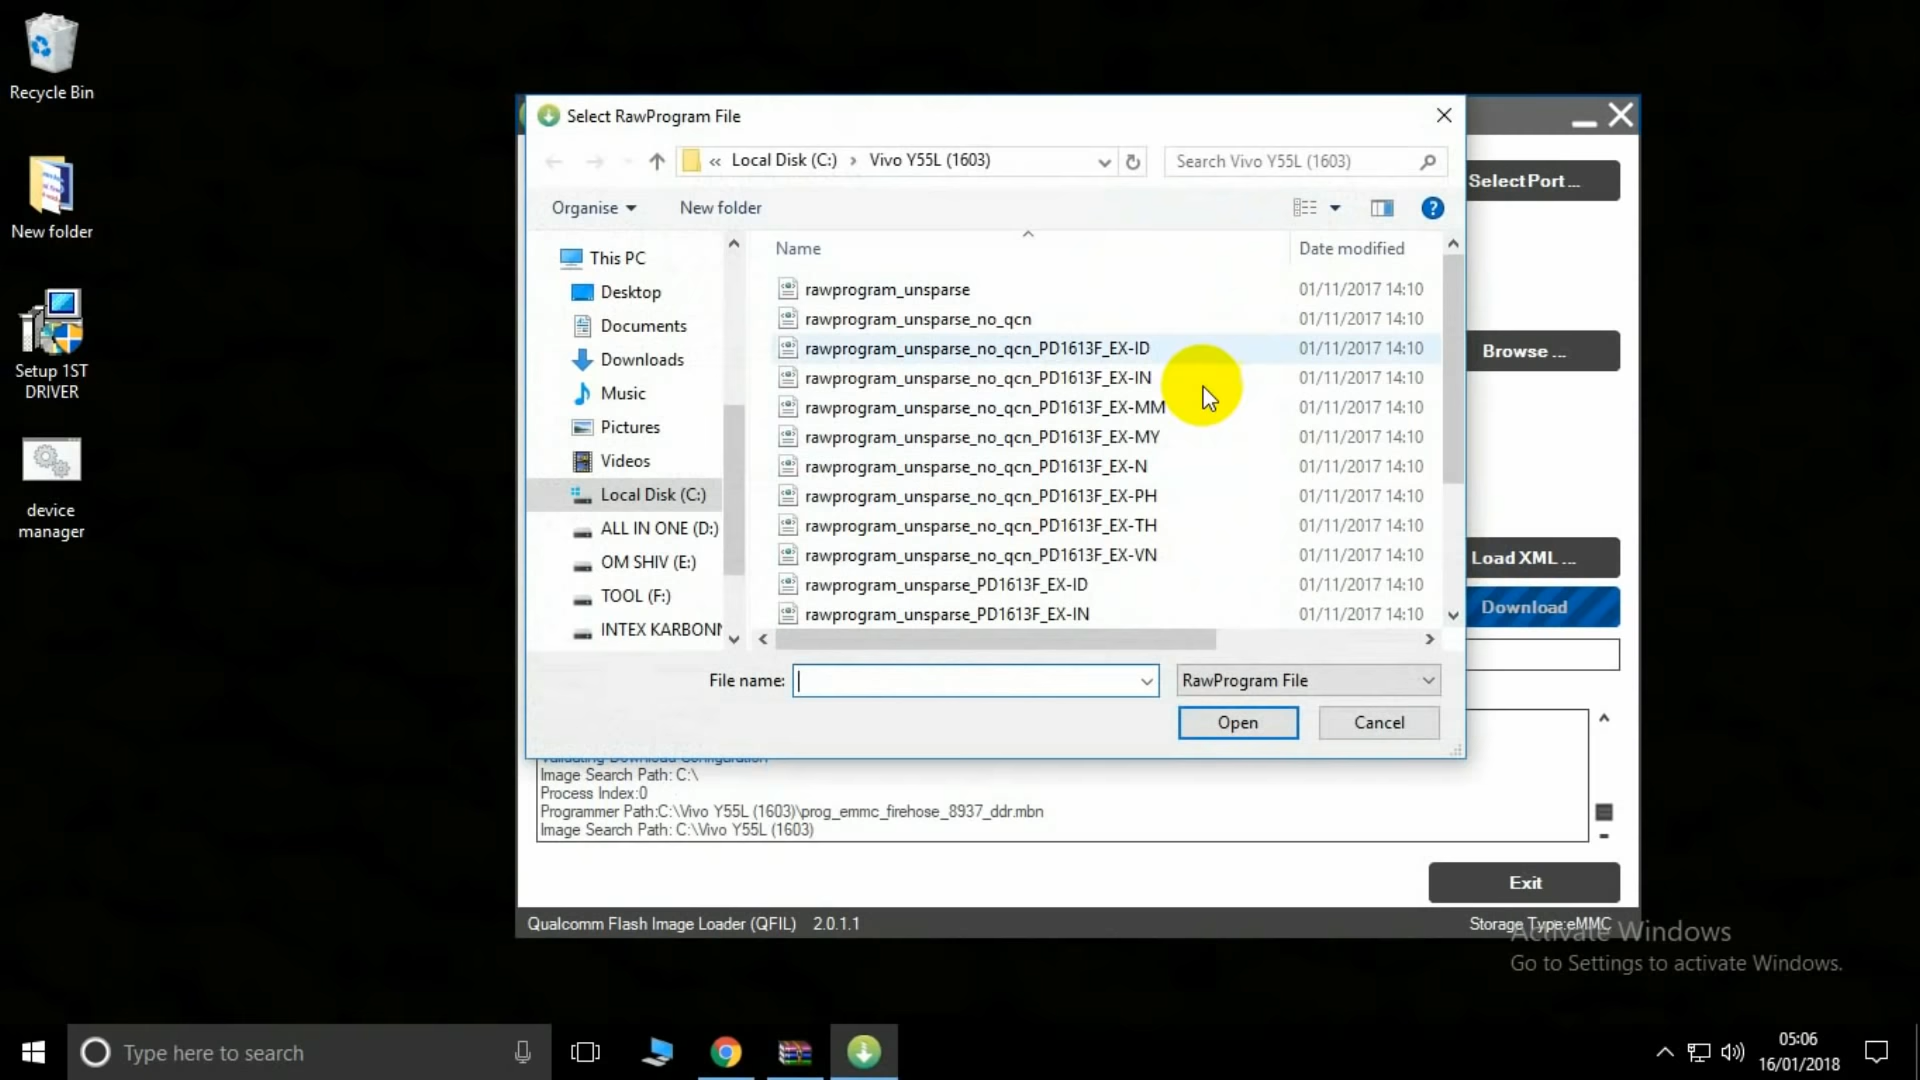 Recycle Bin
New folder
Setup 1ST
DRIVER
device
manager
Select RawProgram File
« Local Disk (C:) › Vivo Y55L (1603)
Search Vivo Y55L (1603)
Organise
New folder
Name
Date modified
This PC
Desktop
Documents
Downloads
Music
Pictures
Videos
Local Disk (C:)
ALL IN ONE (D:)
OM SHIV (E:)
TOOL (F:)
INTEX KARBONN
rawprogram_unsparse 01/11/2017 14:10
rawprogram_unsparse_no_qcn 01/11/2017 14:10
rawprogram_unsparse_no_qcn_PD1613F_EX-ID 01/11/2017 14:10
rawprogram_unsparse_no_qcn_PD1613F_EX-IN 01/11/2017 14:10
rawprogram_unsparse_no_qcn_PD1613F_EX-MM 01/11/2017 14:10
rawprogram_unsparse_no_qcn_PD1613F_EX-MY 01/11/2017 14:10
rawprogram_unsparse_no_qcn_PD1613F_EX-N 01/11/2017 14:10
rawprogram_unsparse_no_qcn_PD1613F_EX-PH 01/11/2017 14:10
rawprogram_unsparse_no_qcn_PD1613F_EX-TH 01/11/2017 14:10
rawprogram_unsparse_no_qcn_PD1613F_EX-VN 01/11/2017 14:10
rawprogram_unsparse_PD1613F_EX-ID 01/11/2017 14:10
rawprogram_unsparse_PD1613F_EX-IN 01/11/2017 14:10
File name:
RawProgram File
Open
Cancel
Select Port ...
Browse ...
Load XML ...
Download
Validating Download Configuration
Image Search Path: C:\
Process Index:0
Programmer Path:C:\Vivo Y55L (1603)\prog_emmc_firehose_8937_ddr.mbn
Image Search Path: C:\Vivo Y55L (1603)
Exit
Qualcomm Flash Image Loader (QFIL) 2.0.1.1
Storage Type:eMMC
Activate Windows
Go to Settings to activate Windows.
Type here to search
05:06
16/01/2018